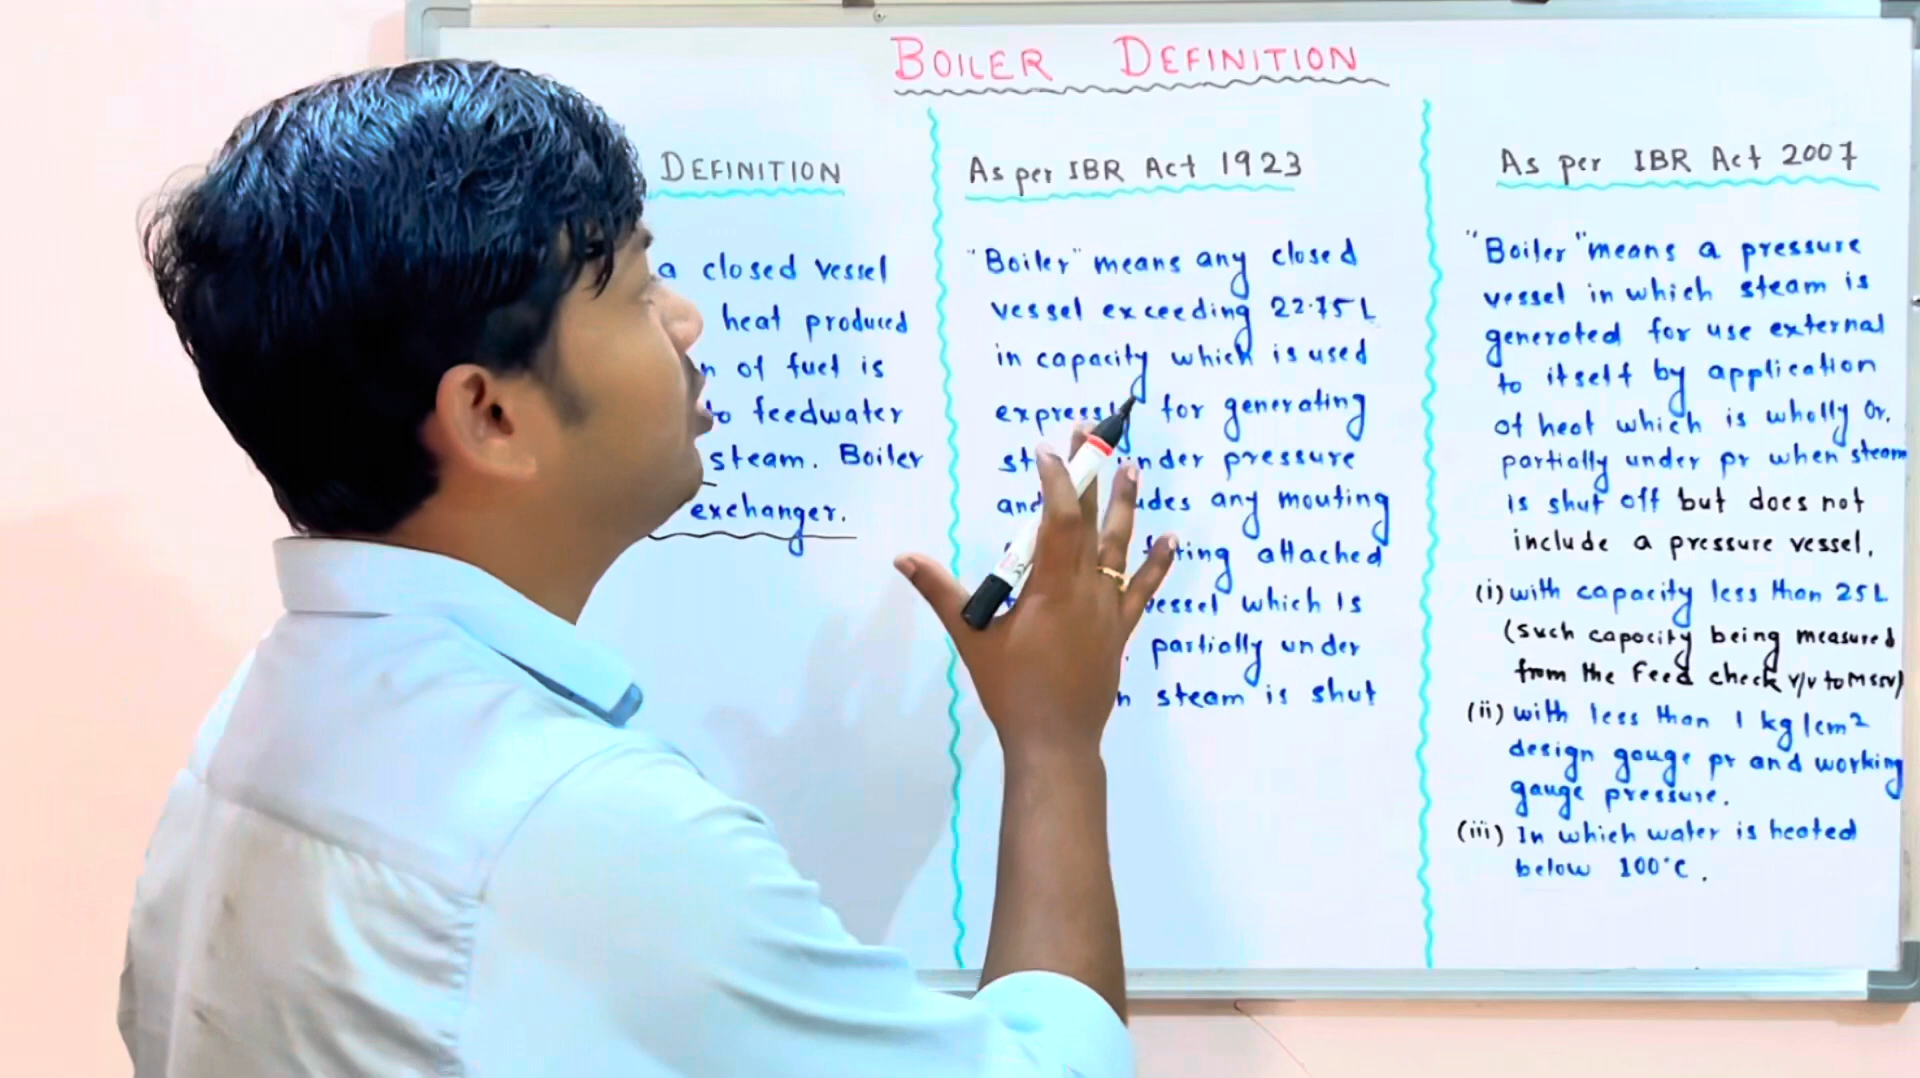 BOILER DEFINITION
DEFINITION
a closed vessel
heat produced
of fuel is
to feedwater
steam. Boiler
exchanger.
As per IBR Act 1923
"Boiler" means any closed
vessel exceeding 22.75 L
in capacity which is used
for generating
under pressure
and any mouting
attached
vessel which is
partially under
steam is shut
As per IBR Act 2007
"Boiler" means a pressure
vessel in which steam is
generated for use external
to itself by application
of heat which is wholly or.
partially under pr when steam
is shut off but does not
include a pressure vessel.
(i) with capacity less than 25 L
(such capacity being measured
from the Feed check v/v to MSSV)
(ii) with less than 1 kg/cm²
design gauge pr and working
gauge pressure.
(iii) In which water is heated
below 100°C.